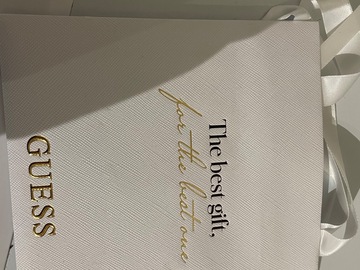 The best gift,
for the best one
GUESS